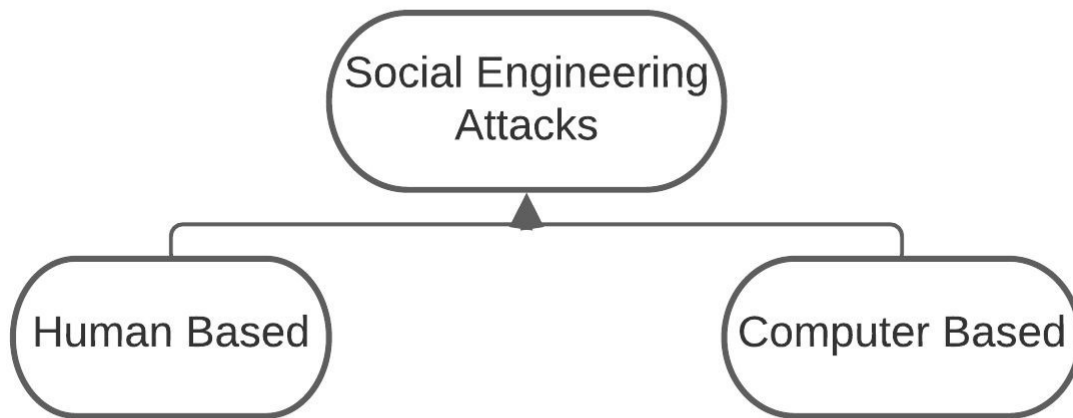 Social Engineering
Attacks
Human Based
Computer Based